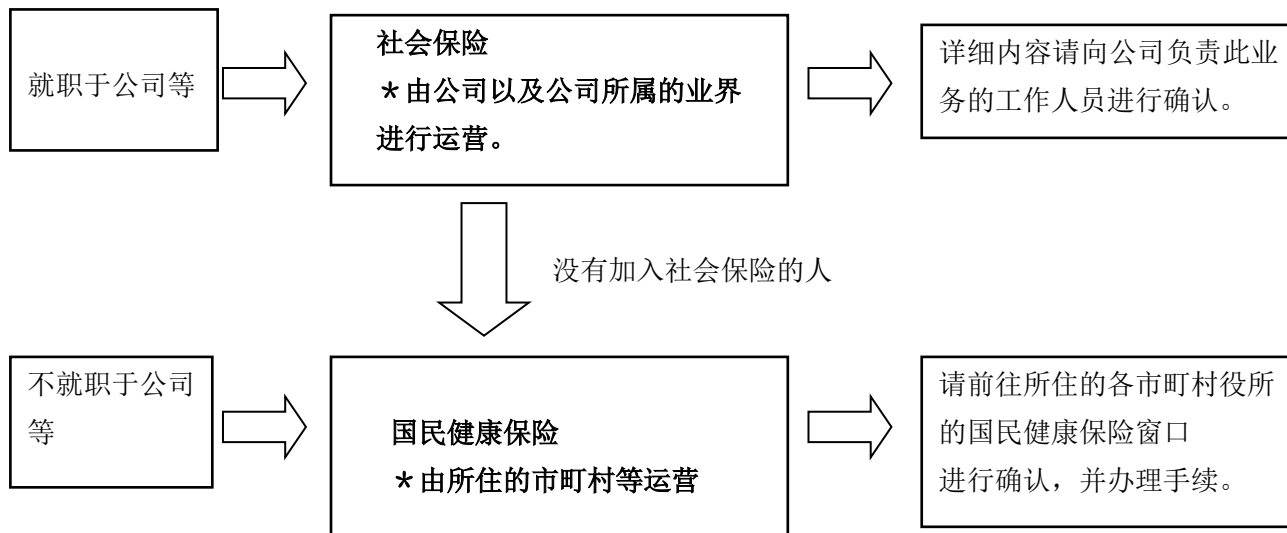 就职于公司等
社会保险
＊由公司以及公司所属的业界
进行运营。
详细内容请向公司负责此业
务的工作人员进行确认。
没有加入社会保险的人
不就职于公司
等
国民健康保险
＊由所住的市町村等运营
请前往所住的各市町村役所
的国民健康保险窗口
进行确认，并办理手续。